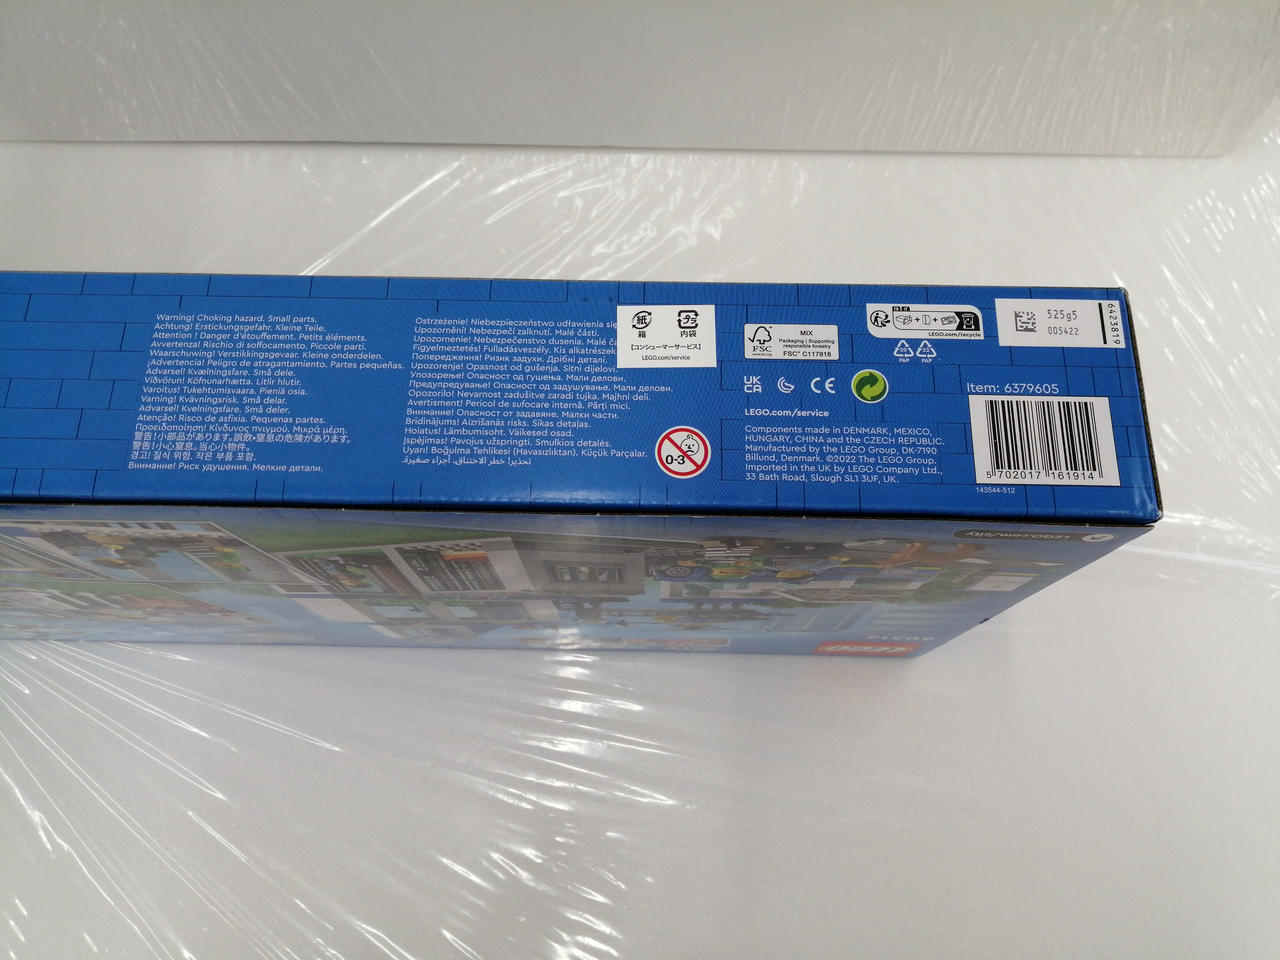 Warning! Choking hazard. Small parts.
Achtung! Erstickungsgefahr. Kleine Teile.
Attention ! Danger d'étouffement. Petits éléments.
Avvertenza! Rischio di soffocamento. Piccole parti.
Waarschuwing! Verstikkingsgevaar. Kleine onderdelen.
Advertencia! Peligro de atragantamiento. Partes pequeñas.
Advarsel! Kvælningsfare. Små dele.
Viðvörun! Köfnunarhætta. Litlir hlutir.
Varoitus! Tukehtumisvaara. Pieniä osia.
Varning! Kvävningsrisk. Små delar.
Advarsel! Kvelningsfare. Små deler.
Atenção! Risco de asfixia. Pequenas partes.
Προειδοποίηση! Κίνδυνος πνιγμού. Μικρά μέρη.
警告!小部品があります。誤飲・窒息の危険があります。
警告!小心窒息。当心小物件。
경고! 질식 위험. 작은 부품 포함.
Внимание! Риск удушения. Мелкие детали.
Ostrzeżenie! Niebezpieczeństwo udławienia się
Upozornění! Nebezpečí zalknutí. Malé části.
Upozornenie! Nebezpečenstvo dusenia. Malé
Figyelmeztetés! Fulladásveszély. Kis alkatrészek
Попередження! Ризик задухи. Дрібні деталі.
Upozorenje! Opasnost od gušenja. Sitni dijelovi.
Упозорење! Опасност од гушења. Мали делови.
Предупредување! Опасност од задушување. Мали делови.
Opozorilo! Nevarnost zadušitve zaradi tujka. Majhni deli.
Avertisment! Pericol de sufocare internă. Părți mici.
Внимание! Опасност от задавяне. Малки части.
Brīdinājums! Aizrīšanās risks. Sīkas detaļas.
Hoiatus! Lämbumisoht. Väikesed osad.
Įspėjimas! Pavojus užspringti. Smulkios detalės.
Uyarı! Boğulma Tehlikesi (Havasızlıktan). Küçük Parçalar.
تحذير! خطر الاختناق. أجزاء صغيرة.
紙
プラ
箱
内袋
【コンシューマーサービス】
LEGO.com/service
0-3
FSC
www.fsc.org
MIX
Packaging | Supporting
responsible forestry
FSC™ C117818
UK
CA
CE
LEGO.com/service
Components made in DENMARK, MEXICO,
HUNGARY, CHINA and the CZECH REPUBLIC.
Manufactured by the LEGO Group, DK-7190
Billund, Denmark. ©2022 The LEGO Group.
Imported in the UK by LEGO Company Ltd.,
33 Bath Road, Slough SL1 3UF, UK.
LEGO.com/recycle
PAP
PAP
525g5
005422
6423819
Item: 6379605
5 702017 161914
143544-512
LEGO.com/city
LEGO
60316